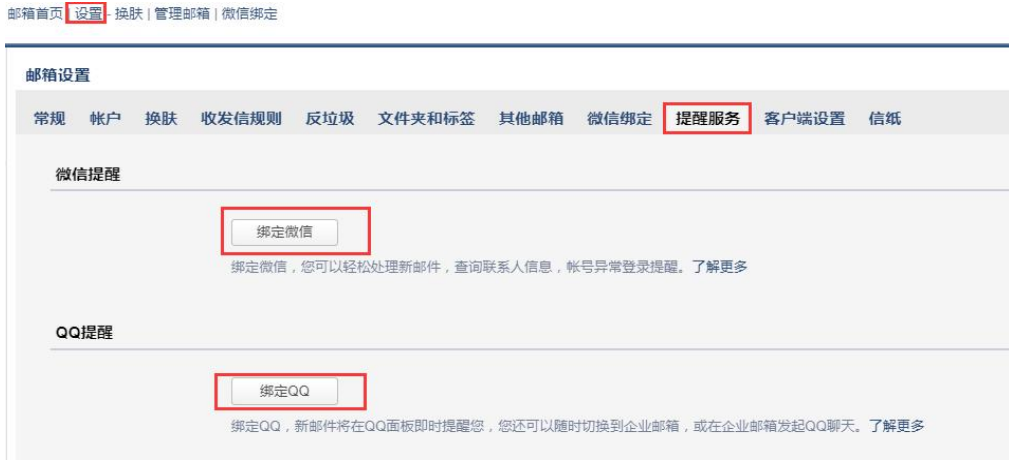 邮箱首页 | 设置 - 换肤 | 管理邮箱 | 微信绑定
邮箱设置
常规 帐户 换肤 收发信规则 反垃圾 文件夹和标签 其他邮箱 微信绑定 提醒服务 客户端设置 信纸
微信提醒
绑定微信
绑定微信，您可以轻松处理新邮件，查询联系人信息，帐号异常登录提醒。了解更多
QQ提醒
绑定QQ
绑定QQ，新邮件将在QQ面板即时提醒您，您还可以随时切换到企业邮箱，或在企业邮箱发起QQ聊天。了解更多